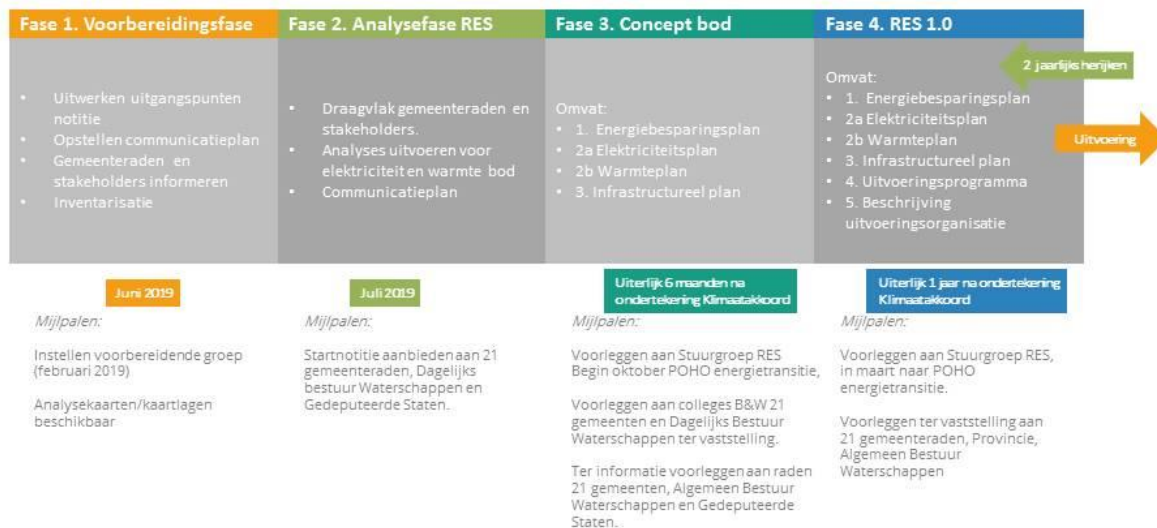 Fase 1. Voorbereidingsfase
• Uitwerken uitgangspunten
notitie
• Opstellen communicatieplan
• Gemeenteraden en
stakeholders informeren
• Inventarisatie
Juni 2019
Mijlpalen:
Instellen voorbereidende groep
(februari 2019)
Analysekaarten/kaartlagen
beschikbaar
Fase 2. Analysefase RES
• Draagvlak gemeenteraden en
stakeholders.
• Analyses uitvoeren voor
elektriciteit en warmte bod
• Communicatieplan
Juli 2019
Mijlpalen:
Startnotitie aanbieden aan 21
gemeenteraden, Dagelijks
bestuur Waterschappen en
Gedeputeerde Staten.
Fase 3. Concept bod
Omvat:
• 1. Energiebesparingsplan
• 2a Elektriciteitsplan
• 2b Warmteplan
• 3. Infrastructureel plan
Uiterlijk 6 maanden na
ondertekening Klimaatakkoord
Mijlpalen:
Voorleggen aan Stuurgroep RES
Begin oktober POHO energietransitie,
Voorleggen aan colleges B&W 21
gemeenten en Dagelijks Bestuur
Waterschappen ter vaststelling.
Ter informatie voorleggen aan raden
21 gemeenten, Algemeen Bestuur
Waterschappen en Gedeputeerde
Staten.
Fase 4. RES 1.0
2 jaarlijks herijken
Omvat:
• 1. Energiebesparingsplan
• 2a Elektriciteitsplan
• 2b Warmteplan
• 3. Infrastructureel plan
• 4. Uitvoeringsprogramma
• 5. Beschrijving
uitvoeringsorganisatie
Uitvoering
Uiterlijk 1 jaar na ondertekening
Klimaatakkoord
Mijlpalen:
Voorleggen aan Stuurgroep RES,
in maart naar POHO
energietransitie.
Voorleggen ter vaststelling aan
21 gemeenteraden, Provincie,
Algemeen Bestuur
Waterschappen